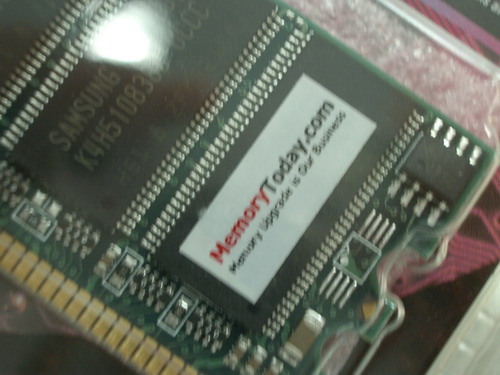 SAMSUNG
MemoryToday.com
Memory Upgrade is Our Business